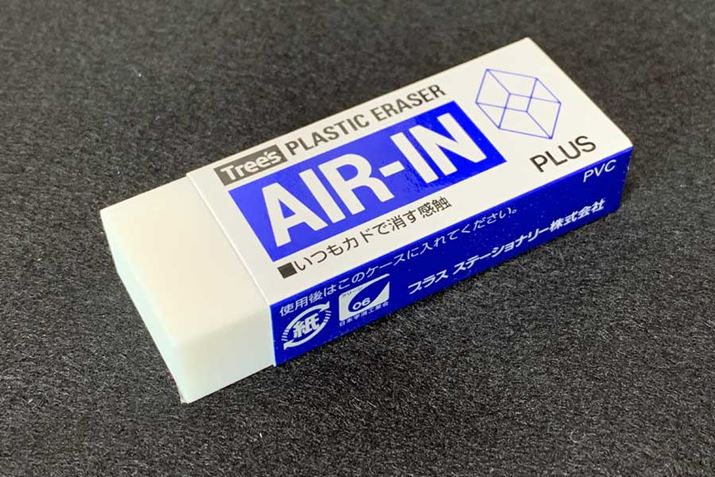 Tree's PLASTIC ERASER
AIR-IN
PLUS
■いつもカドで消す感触
PVC
使用後はこのケースに入れてください。
プラス ステーショナリー株式会社
紙
06